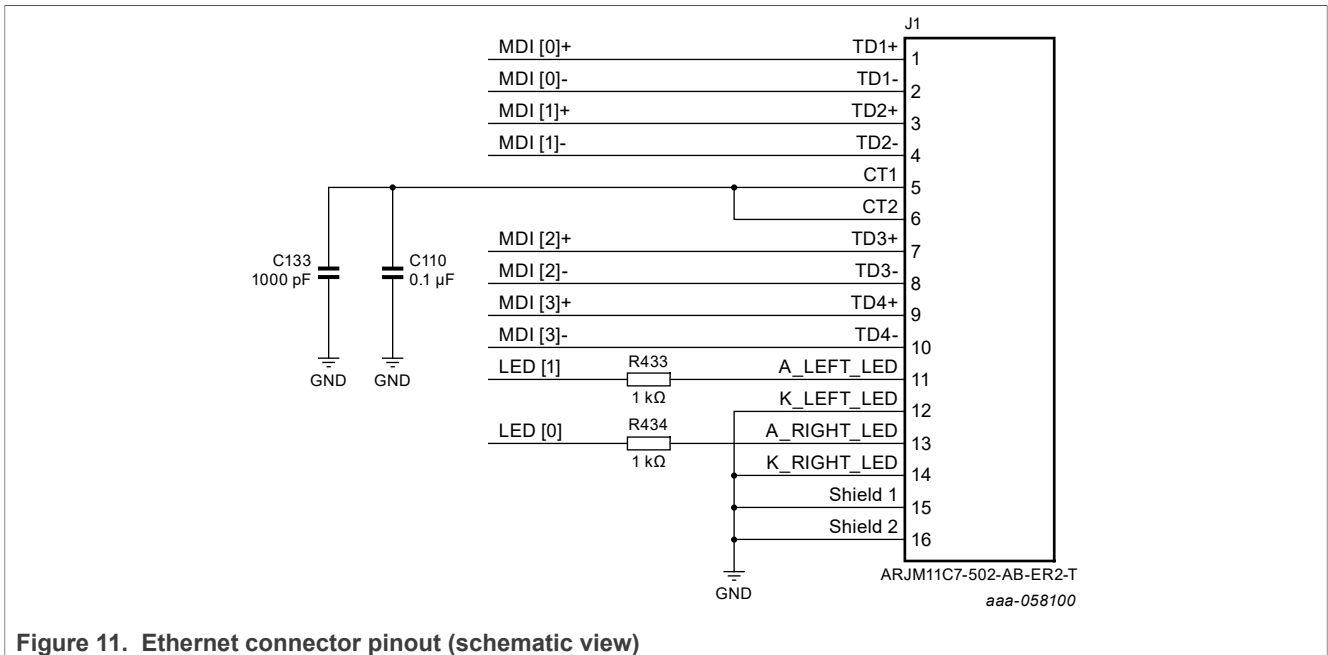 J1
MDI [0]+ TD1+ 1
MDI [0]- TD1- 2
MDI [1]+ TD2+ 3
MDI [1]- TD2- 4
CT1 5
CT2 6
MDI [2]+ TD3+ 7
C133 1000 pF
C110 0.1 µF
MDI [2]- TD3- 8
MDI [3]+ TD4+ 9
MDI [3]- TD4- 10
GND GND
LED [1] R433 1 kΩ A_LEFT_LED 11
K_LEFT_LED 12
LED [0] R434 1 kΩ A_RIGHT_LED 13
K_RIGHT_LED 14
Shield 1 15
Shield 2 16
GND
ARJM11C7-502-AB-ER2-T
aaa-058100
Figure 11. Ethernet connector pinout (schematic view)